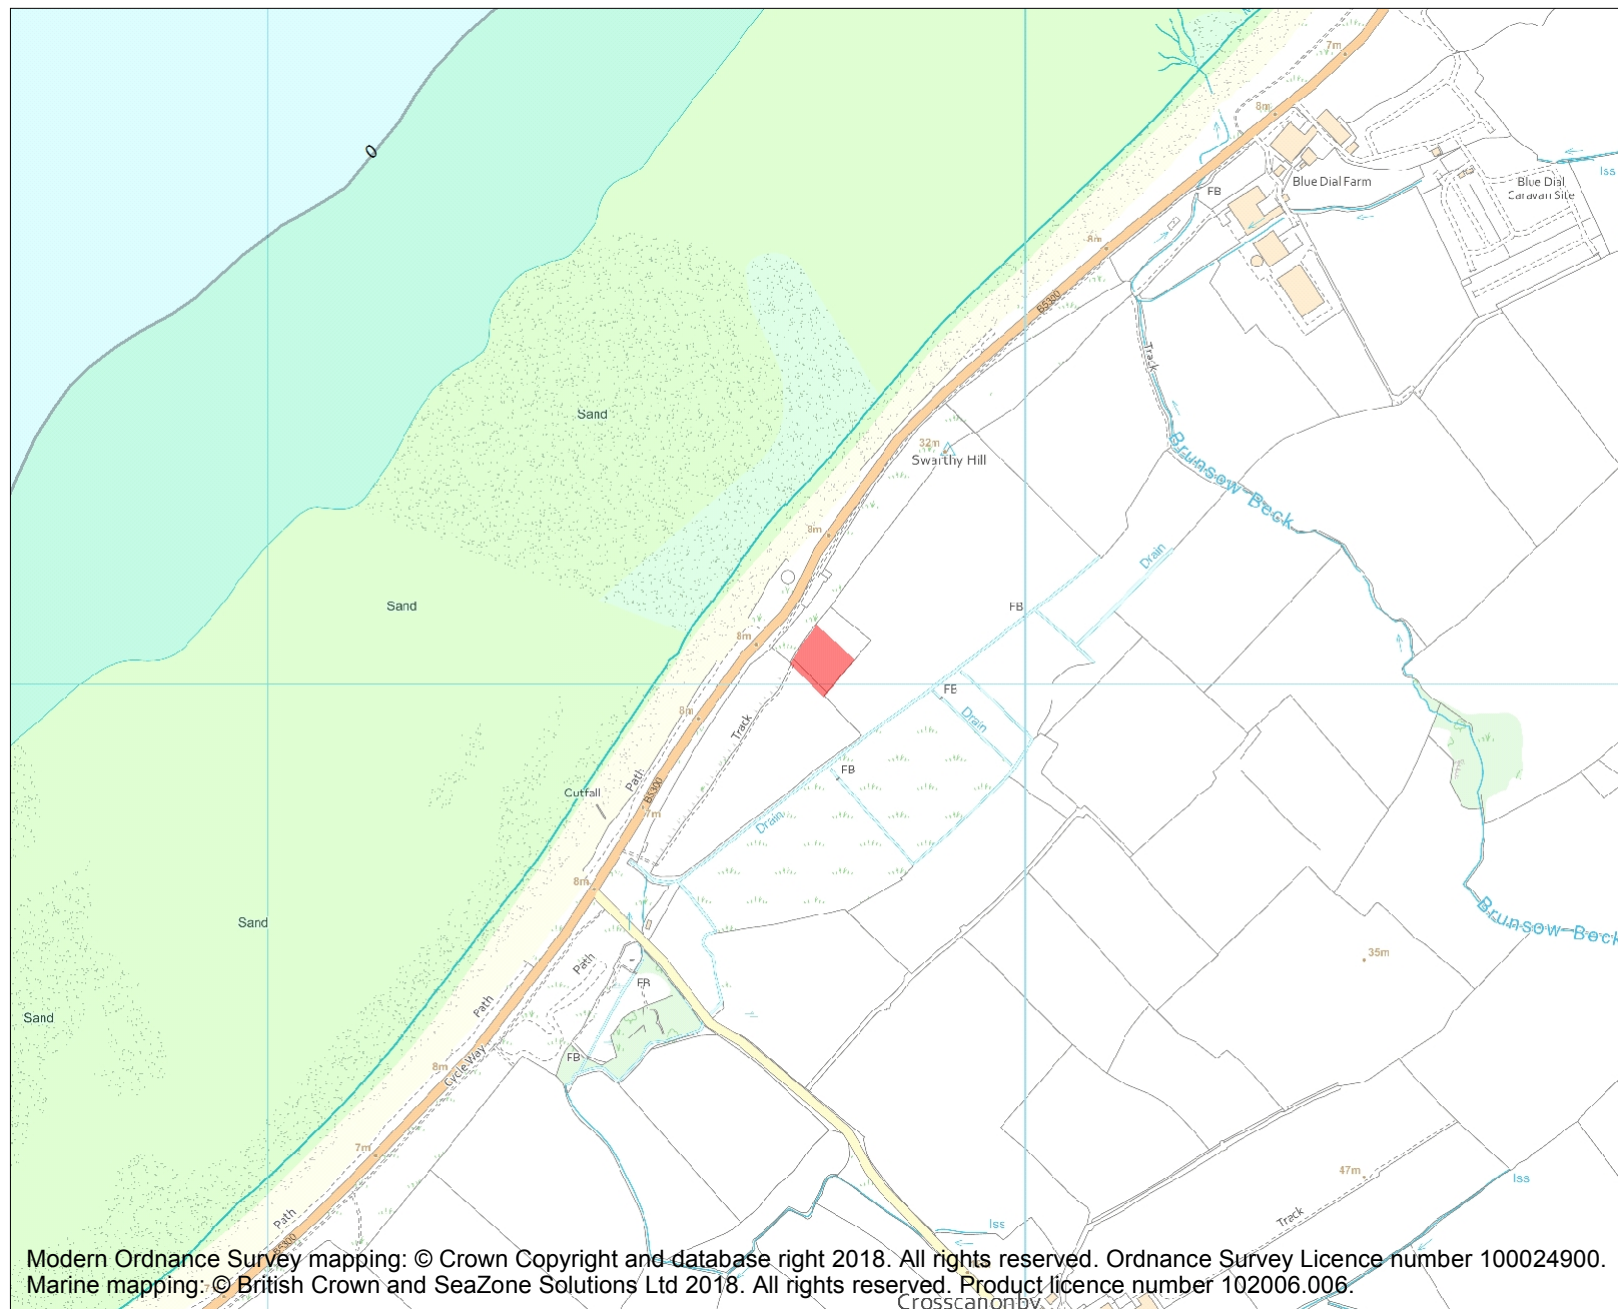 7m
0
8m
Blue Dial Farm
Blue Dial
Caravan Site
Iss
FB
8m
B5300
Track
Sand
32m
Swarthy Hill
Brunsow Beck
8m
Drain
Sand
FB
8m
FB
8m
Drain
Track
FB
Path
Cutfall
B5300
7m
Drain
8m
Sand
Brunsow Beck
35m
Path
FB
Path
Sand
FB
8m
Cycle Way
7m
47m
Iss
Path
Track
Iss
B5300
Modern Ordnance Survey mapping: © Crown Copyright and database right 2018. All rights reserved. Ordnance Survey Licence number 100024900.
Marine mapping: © British Crown and SeaZone Solutions Ltd 2018. All rights reserved. Product licence number 102006.006.
Crosscanonby